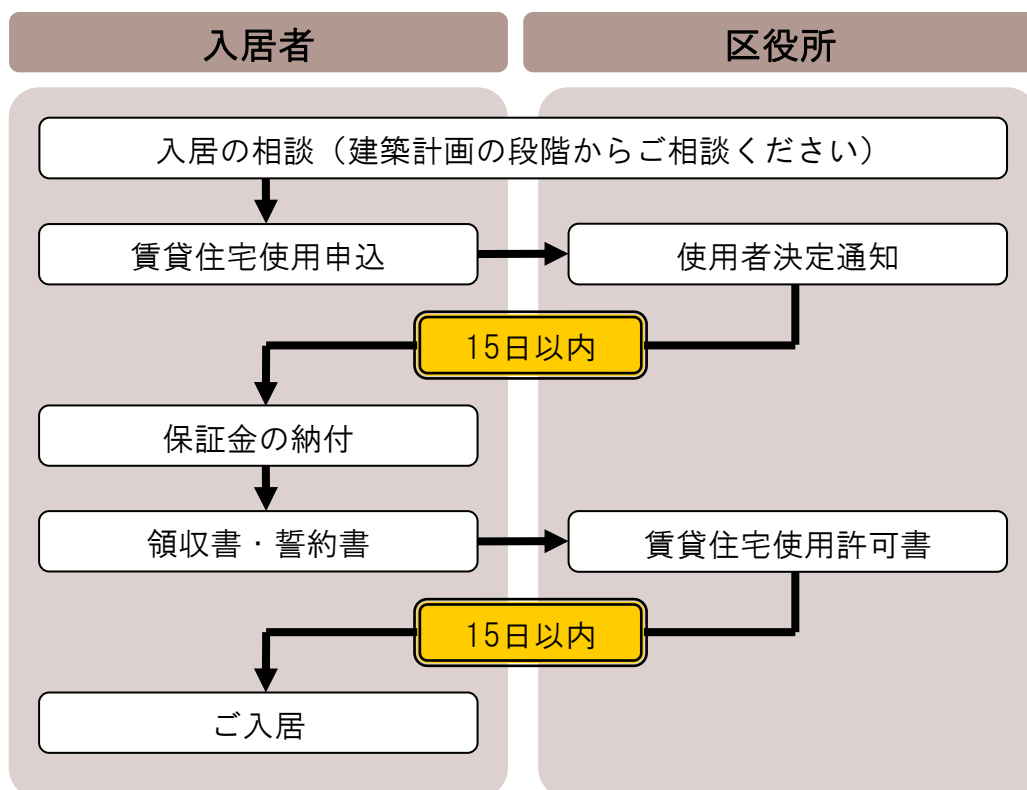 入居者
区役所
入居の相談（建築計画の段階からご相談ください）
賃貸住宅使用申込
使用者決定通知
15日以内
保証金の納付
領収書・誓約書
賃貸住宅使用許可書
15日以内
ご入居